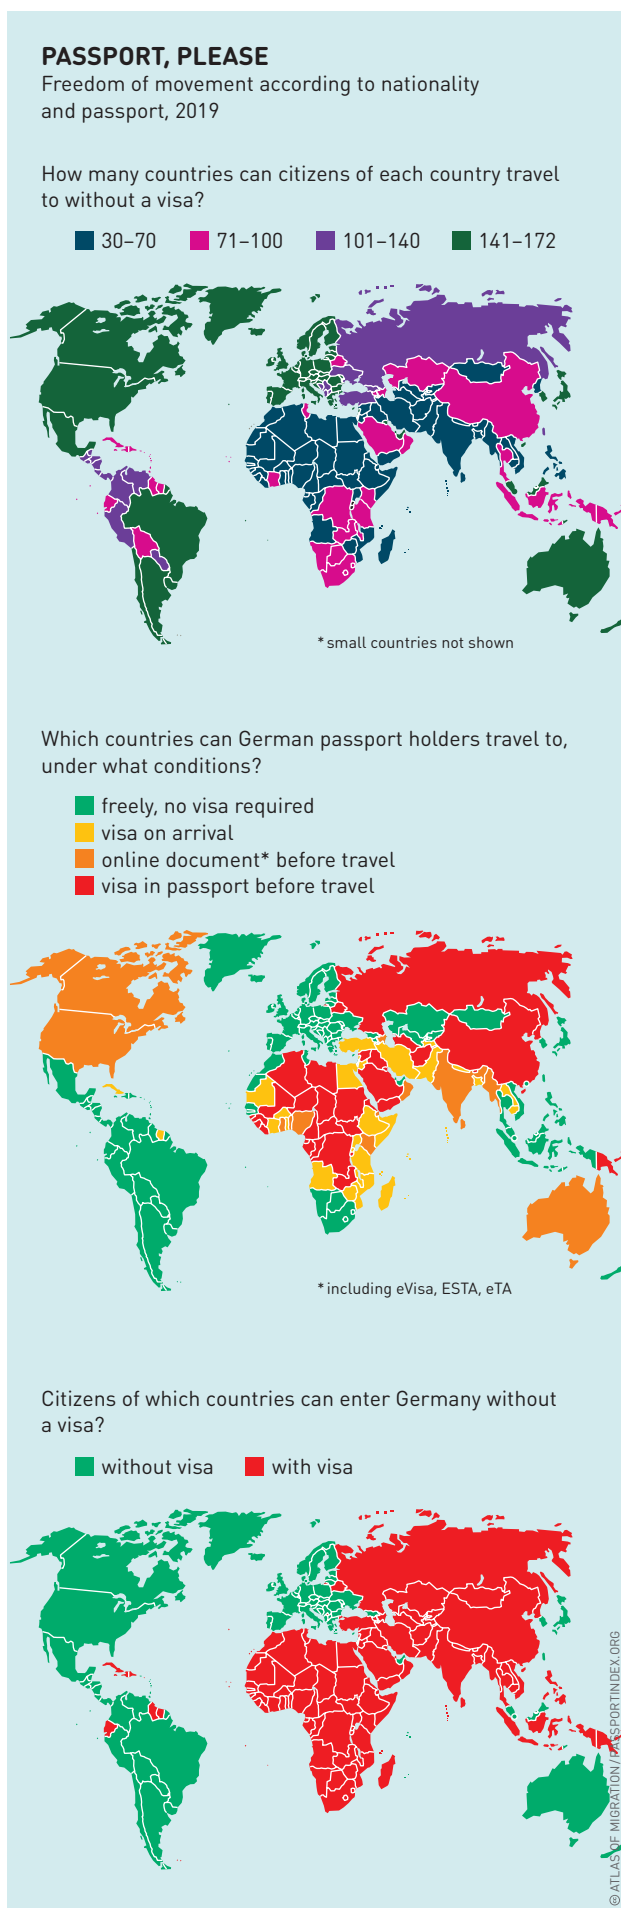 PASSPORT, PLEASE
Freedom of movement according to nationality
and passport, 2019
How many countries can citizens of each country travel
to without a visa?
30–70 71–100 101–140 141–172
* small countries not shown
Which countries can German passport holders travel to,
under what conditions?
freely, no visa required
visa on arrival
online document* before travel
visa in passport before travel
* including eVisa, ESTA, eTA
Citizens of which countries can enter Germany without
a visa?
without visa with visa
ATLAS OF MIGRATION / PASSPORTINDEX.ORG